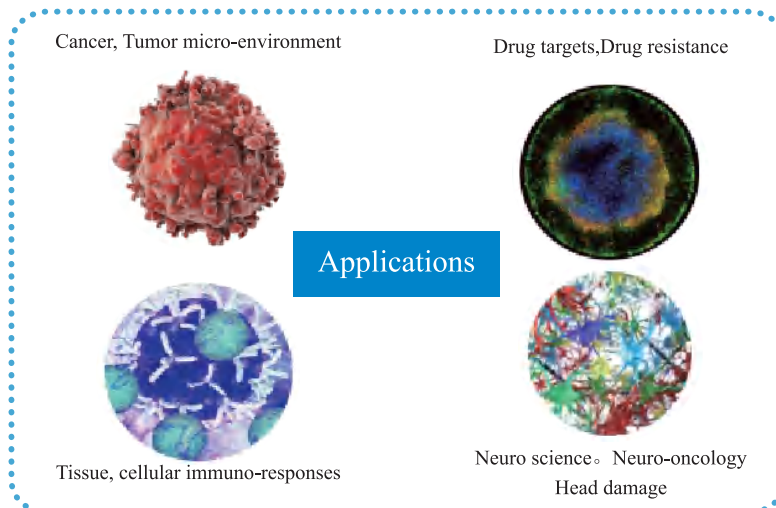 Cancer, Tumor micro-environment
Drug targets,Drug resistance
Applications
Tissue, cellular immuno-responses
Neuro science。 Neuro-oncology
Head damage